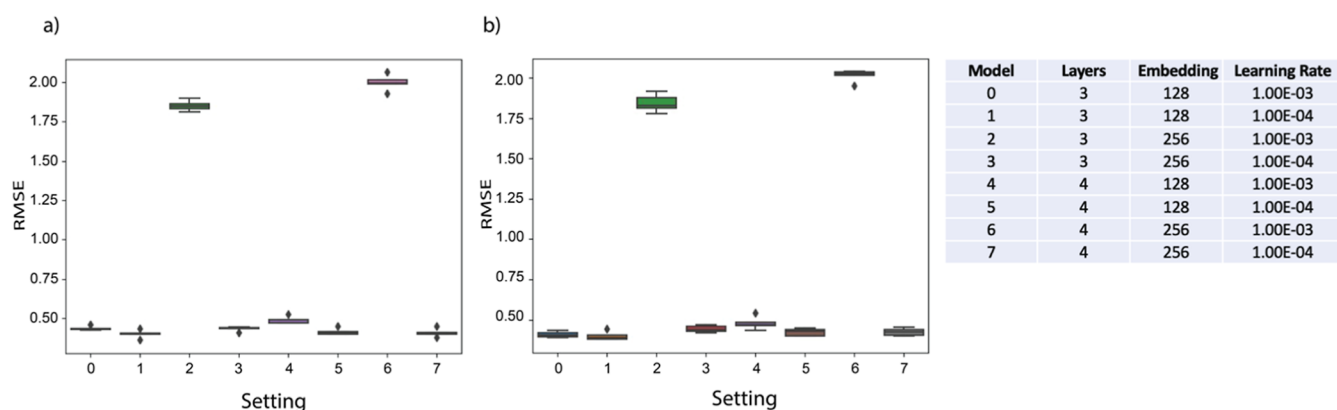 a)
2.00
1.75
1.50
1.25
1.00
0.75
0.50
RMSE
0 1 2 3 4 5 6 7
Setting
b)
2.00
1.75
1.50
1.25
1.00
0.75
0.50
RMSE
0 1 2 3 4 5 6 7
Setting
Model Layers Embedding Learning Rate
0 3 128 1.00E-03
1 3 128 1.00E-04
2 3 256 1.00E-03
3 3 256 1.00E-04
4 4 128 1.00E-03
5 4 128 1.00E-04
6 4 256 1.00E-03
7 4 256 1.00E-04